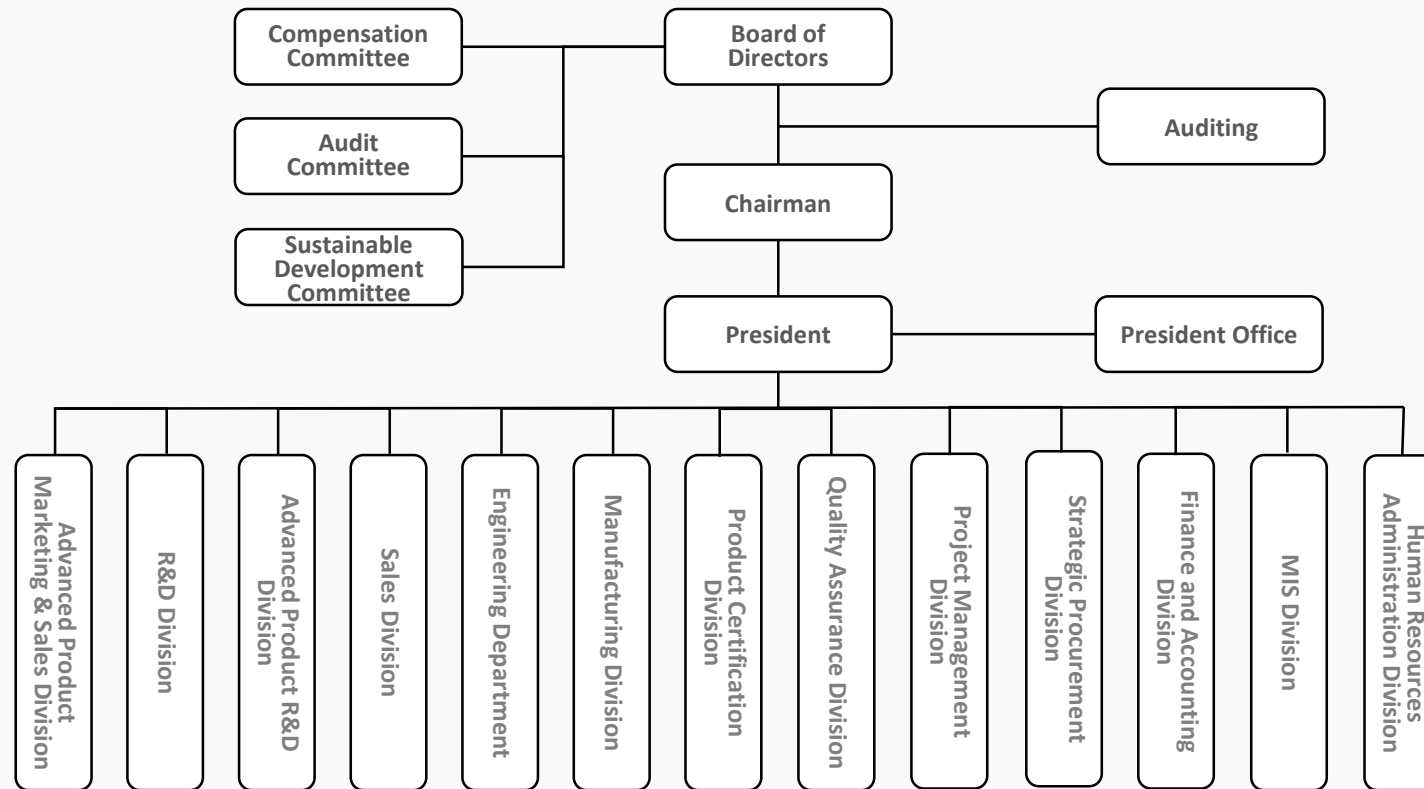 Compensation
Committee
Board of
Directors
Audit
Committee
Auditing
Chairman
Sustainable
Development
Committee
President
President Office
Advanced Product
Marketing & Sales Division
R&D Division
Advanced Product R&D
Division
Sales Division
Engineering Department
Manufacturing Division
Product Certification
Division
Quality Assurance Division
Project Management
Division
Strategic Procurement
Division
Finance and Accounting
Division
MIS Division
Human Resources
Administration Division